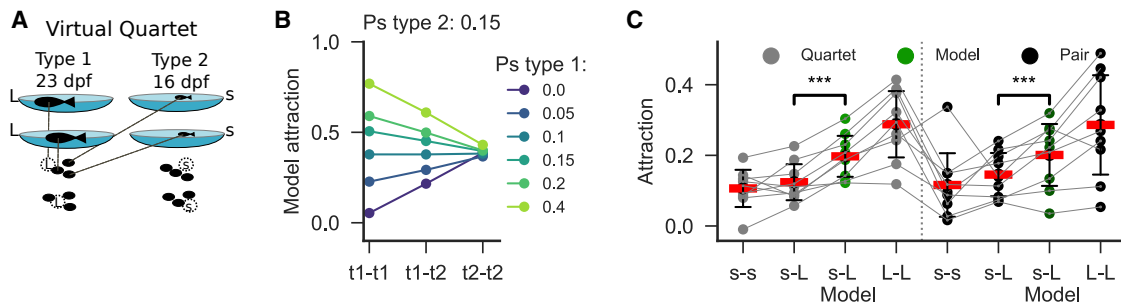 A
Virtual Quartet
Type 1
Type 2
23 dpf
16 dpf
L
s
L
s
L
S
L
S
B
Ps type 2: 0.15
Model attraction
1.0
0.5
0.0
t1-t1
t1-t2
t2-t2
Ps type 1:
0.0
0.05
0.1
0.15
0.2
0.4
C
Attraction
0.4
0.2
0.0
Quartet
Model
Pair
***
***
s-s
s-L
s-L
L-L
s-s
s-L
s-L
L-L
Model
Model